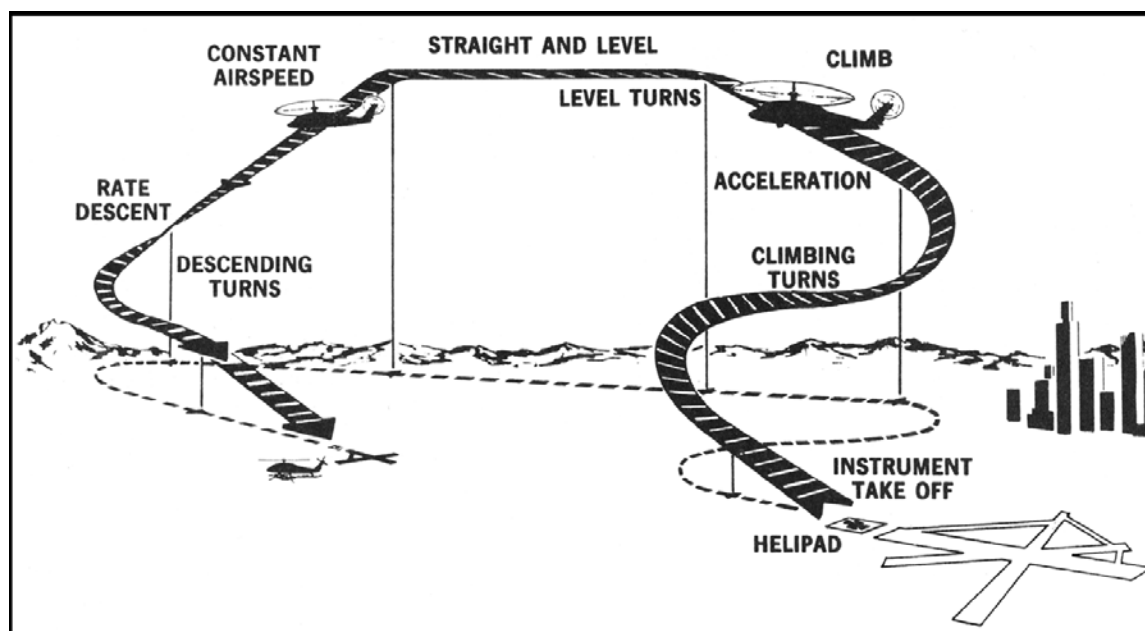 STRAIGHT AND LEVEL
CONSTANT
AIRSPEED
CLIMB
LEVEL TURNS
RATE
DESCENT
ACCELERATION
DESCENDING
TURNS
CLIMBING
TURNS
INSTRUMENT
TAKE OFF
HELIPAD